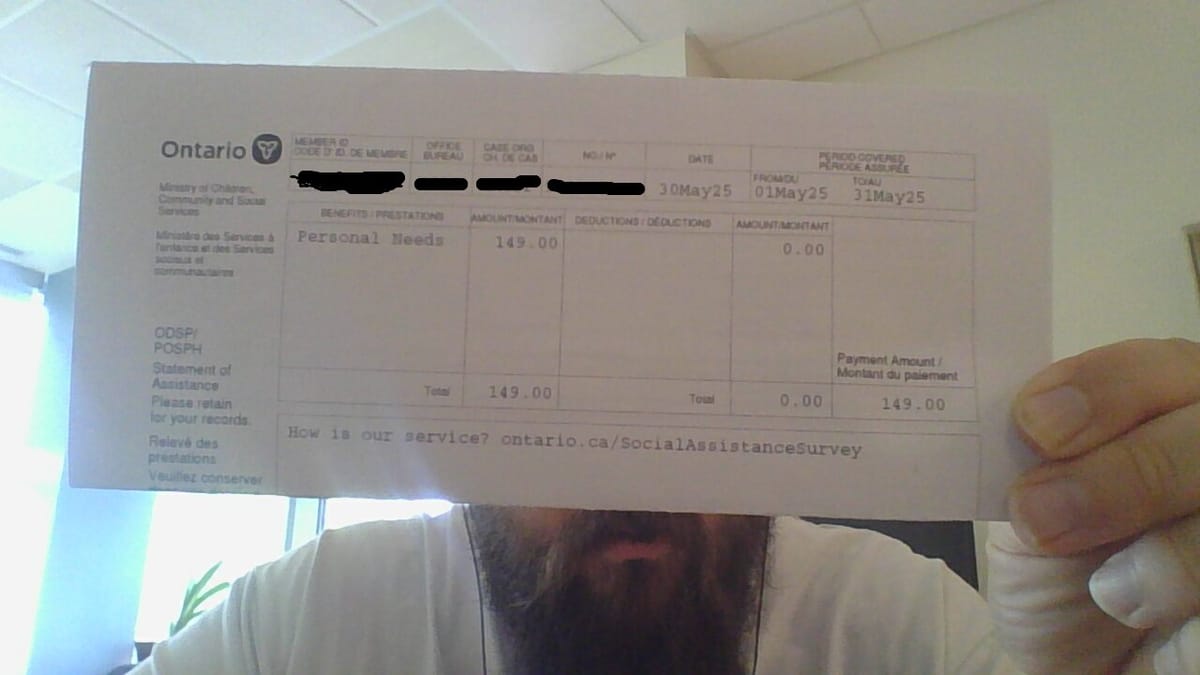 Ontario
MEMBER ID
CODE D' ID. DE MEMBRE
OFFICE
BUREAU
CASE ORG
CH. DE CAS
NO./ N°
DATE
30May25
PERIOD COVERED
PÉRIODE ASSURÉE
FROM/DU
01May25
TO/AU
31May25
Ministry of Children,
Community and Social
Services
Ministère des Services à
l'enfance et des Services
sociaux et
communautaires
ODSP/
POSPH
Statement of
Assistance
Please retain
for your records.
Relevé des
prestations
Veuillez conserver
BENEFITS / PRESTATIONS
AMOUNT/MONTANT
DEDUCTIONS / DÉDUCTIONS
AMOUNT/MONTANT
Personal Needs
149.00
0.00
Payment Amount /
Montant du paiement
Total
149.00
Total
0.00
149.00
How is our service? ontario.ca/SocialAssistanceSurvey